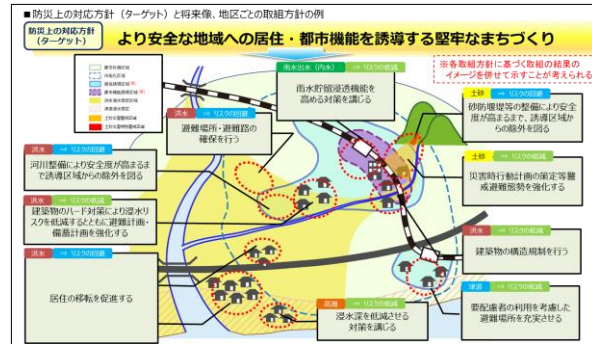 ■防災上の対応方針（ターゲット）と将来像、地区ごとの取組方針の例
防災上の対応方針
（ターゲット）
より安全な地域への居住・都市機能を誘導する堅牢なまちづくり
※各取組方針に基づく取組の結果の
イメージを併せて示すことが考えられる
雨水出水（内水） ⇒ リスクの低減
雨水貯留浸透機能を
高める対策を講じる
洪水 ⇒ リスクの回避
避難場所・避難路の
確保を行う
土砂 ⇒ リスクの回避
砂防堰堤等の整備により安全
度が高まるまで、誘導区域
からの除外を図る
洪水 ⇒ リスクの回避
河川整備により安全度が高まるま
で誘導区域からの除外を図る
土砂 ⇒ リスクの低減
災害時行動計画の策定等警
戒避難態勢を強化する
洪水 ⇒ リスクの低減
建築物のハード対策により浸水リ
スクを低減するとともに避難計画・
備蓄計画を強化する
洪水 ⇒ リスクの低減
建築物の構造規制を行う
洪水 ⇒ リスクの回避
居住の移転を促進する
高潮 ⇒ リスクの低減
浸水深を低減させる
対策を講じる
津波 ⇒ リスクの低減
要配慮者の利用を考慮した
避難場所を充実させる